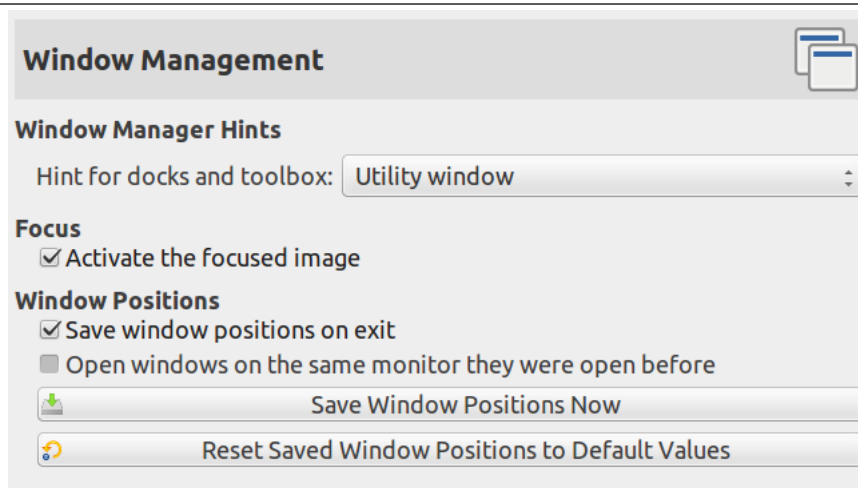 Window Management
Window Manager Hints
Hint for docks and toolbox: Utility window
Focus
Activate the focused image
Window Positions
Save window positions on exit
Open windows on the same monitor they were open before
Save Window Positions Now
Reset Saved Window Positions to Default Values